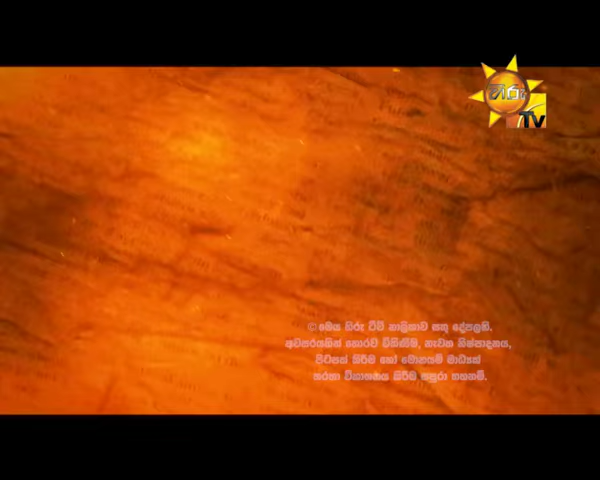 හිරු
TV
© මෙය හිරු ටීවී නාලිකාව සතු දේපලකි.
අවසරයකින් තොරව විකිණීම, නැවත නිෂ්පාදනය,
පිටපත් කිරීම හෝ මොනයම් මාධ්‍යක්
හරහා විකාශනය කිරීම සපුරා තහනම්.